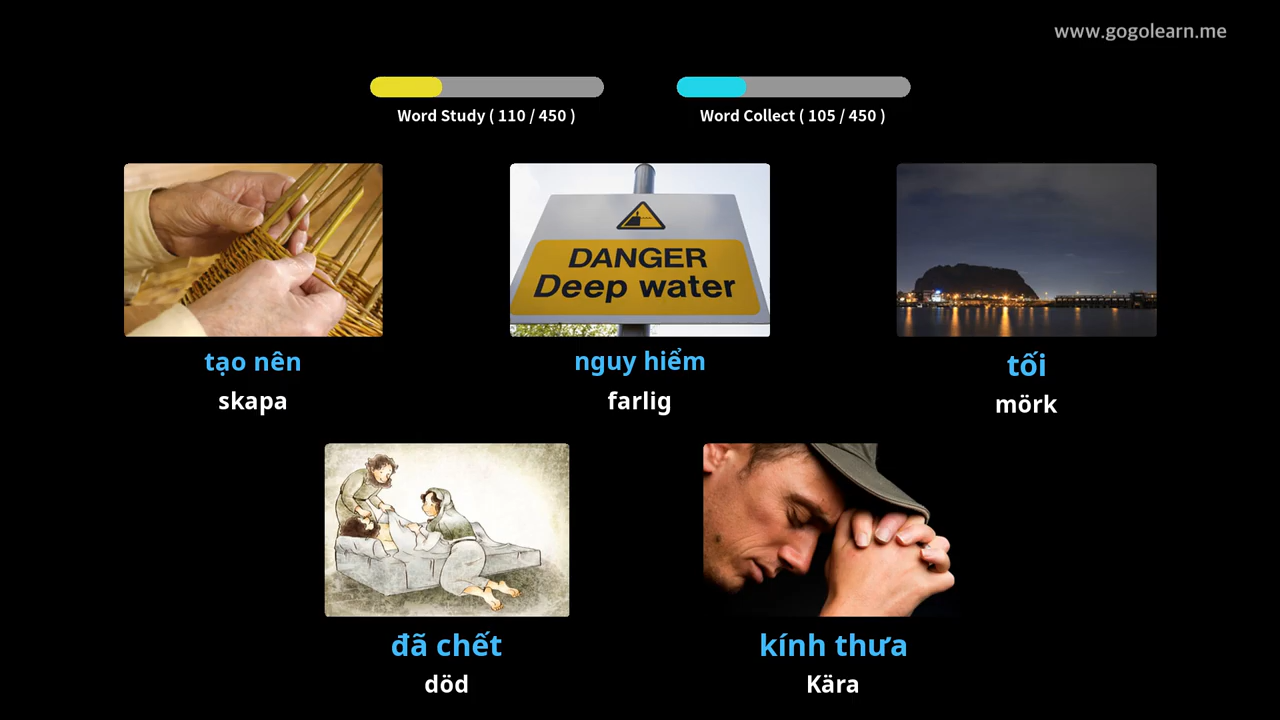 www.gogolearn.me
Word Study ( 110 / 450 )
Word Collect ( 105 / 450 )
DANGER
Deep water
tạo nên
skapa
nguy hiểm
farlig
tối
mörk
đã chết
död
kính thưa
Kära